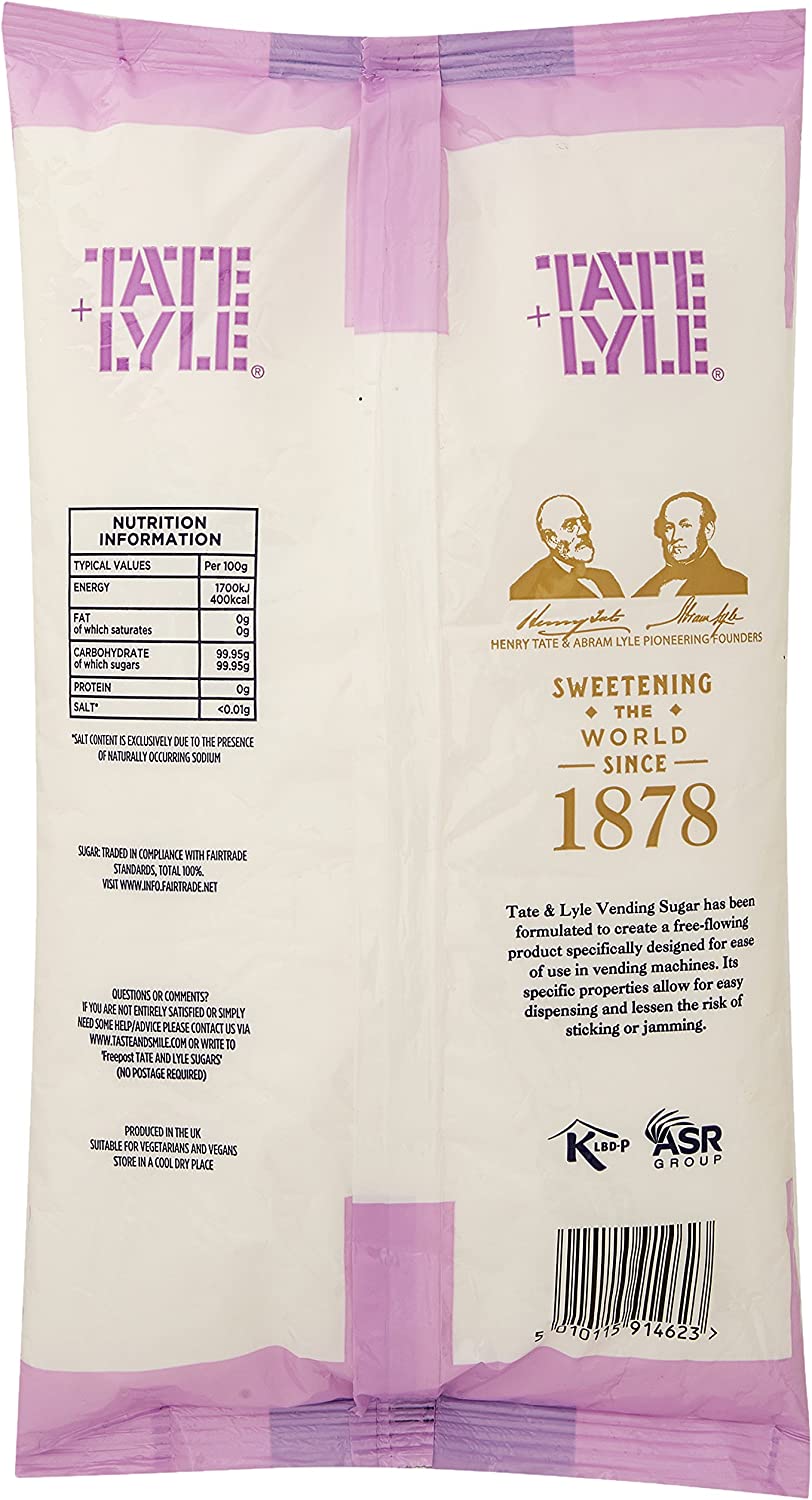 TATE
+LYLE®
NUTRITION
INFORMATION
TYPICAL VALUES Per 100g
ENERGY 1700kJ
400kcal
FAT 0g
of which saturates 0g
CARBOHYDRATE 99.95g
of which sugars 99.95g
PROTEIN 0g
SALT* <0.01g
*SALT CONTENT IS EXCLUSIVELY DUE TO THE PRESENCE
OF NATURALLY OCCURRING SODIUM
SUGAR: TRADED IN COMPLIANCE WITH FAIRTRADE
STANDARDS, TOTAL 100%.
VISIT WWW.INFO.FAIRTRADE.NET
QUESTIONS OR COMMENTS?
IF YOU ARE NOT ENTIRELY SATISFIED OR SIMPLY
NEED SOME HELP/ADVICE PLEASE CONTACT US VIA
WWW.TASTEANDSMILE.COM OR WRITE TO
'Freepost TATE AND LYLE SUGARS'
(NO POSTAGE REQUIRED)
PRODUCED IN THE UK
SUITABLE FOR VEGETARIANS AND VEGANS
STORE IN A COOL DRY PLACE
TATE
+LYLE®
Henry Tate Abram Lyle
HENRY TATE & ABRAM LYLE PIONEERING FOUNDERS
SWEETENING
THE
WORLD
SINCE
1878
Tate & Lyle Vending Sugar has been
formulated to create a free-flowing
product specifically designed for ease
of use in vending machines. Its
specific properties allow for easy
dispensing and lessen the risk of
sticking or jamming.
K LBD-P
ASR
GROUP
5 010115 914623 >